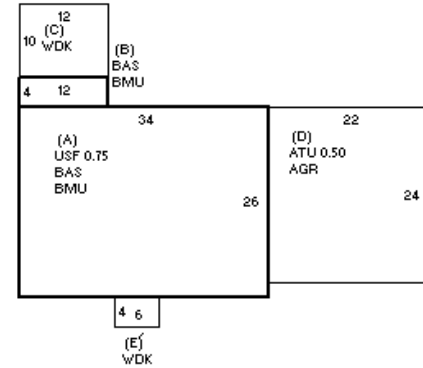 12
(C)
10 WDK
(B)
BAS
BMU
4 12
34
22
(A)
USF 0.75
BAS
BMU
(D)
ATU 0.50
AGR
26
24
4 6
(E)
WDK